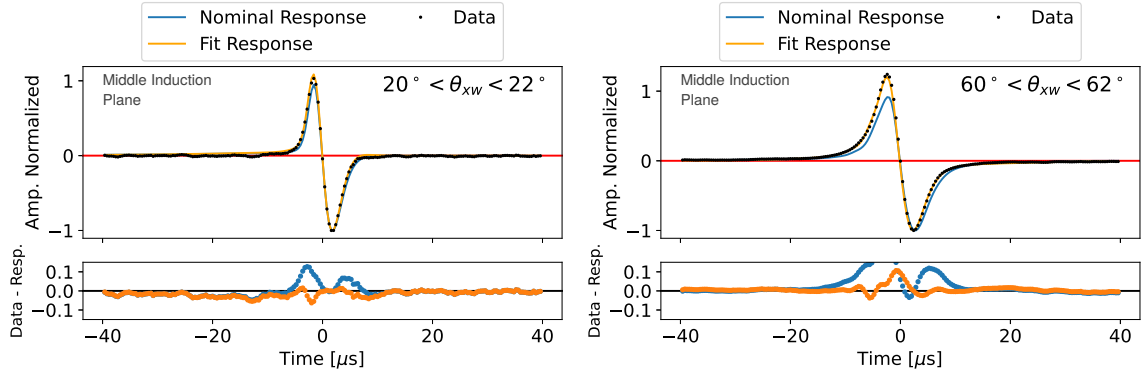 Nominal Response
Fit Response
Data
Middle Induction
Plane
20° < θxw < 22°
Amp. Normalized
1
0
−1
Data - Resp.
0.1
0.0
−0.1
−40 −20 0 20 40
Time [μs]
Nominal Response
Fit Response
Data
Middle Induction
Plane
60° < θxw < 62°
Amp. Normalized
1
0
−1
Data - Resp.
0.1
0.0
−0.1
−40 −20 0 20 40
Time [μs]